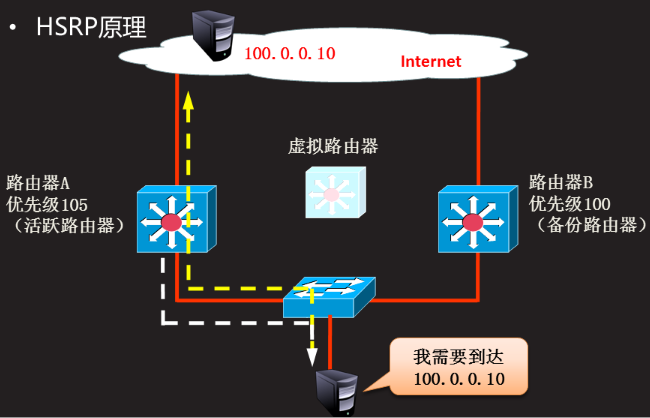 • HSRP原理
100.0.0.10
Internet
虚拟路由器
路由器A
优先级105
（活跃路由器）
路由器B
优先级100
（备份路由器）
我需要到达
100.0.0.10